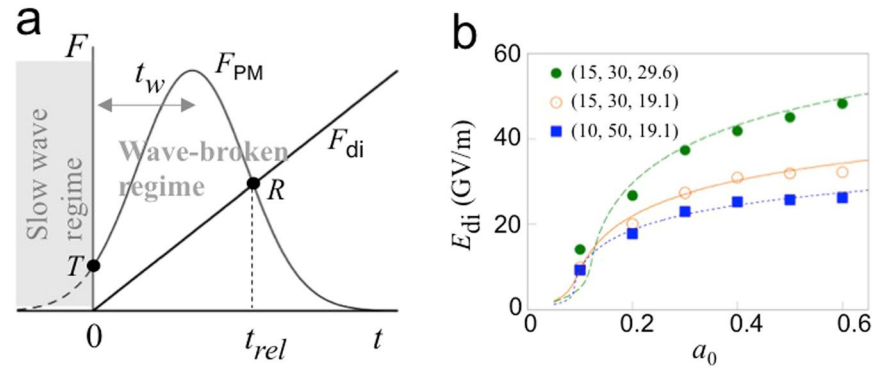 a
F
Slow wave regime
t_w
F_PM
Wave-broken
regime
F_di
T
R
0
t_rel
t
b
60
40
20
0
E_di (GV/m)
(15, 30, 29.6)
(15, 30, 19.1)
(10, 50, 19.1)
0.2
0.4
0.6
a_0